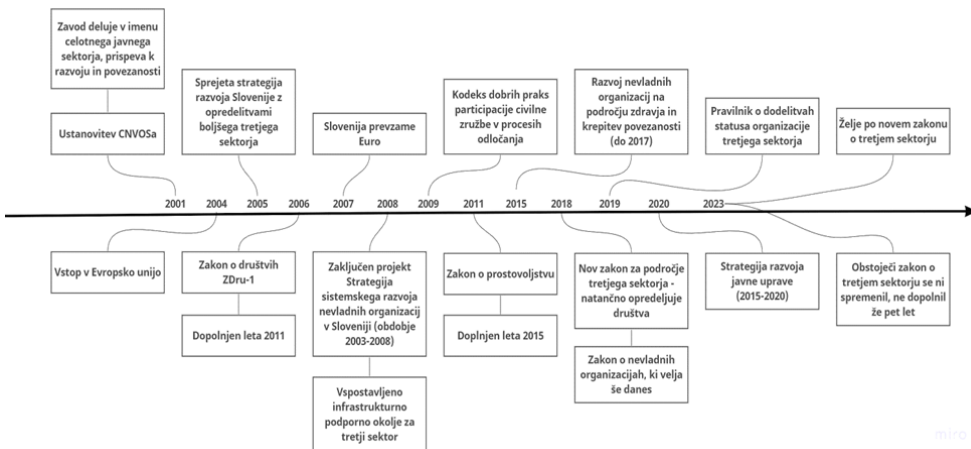 Zavod deluje v imenu
celotnega javnega
sektorja, prispeva k
razvoju in povezanosti
Ustanovitev CNVOSa
Sprejeta strategija
razvoja Slovenije z
opredelitvami
boljšega tretjega
sektorja
Slovenija prevzame
Euro
Kodeks dobrih praks
participacije civilne
zružbe v procesih
odločanja
Razvoj nevladnih
organizacij na
področju zdravja in
krepitev povezanosti
(do 2017)
Pravilnik o dodelitvah
statusa organizacije
tretjega sektorja
Želje po novem zakonu
o tretjem sektorju
2001 2004 2005 2006 2007 2008 2009 2011 2015 2018 2019 2020 2023
Vstop v Evropsko unijo
Zakon o društvih
ZDru-1
Dopolnjen leta 2011
Zaključen projekt
Strategija
sistemskega razvoja
nevladnih organizacij
v Sloveniji (obdobje
2003-2008)
Vspostavljeno
infrastrukturno
podporno okolje za
tretji sektor
Zakon o prostovoljstvu
Dopolnjen leta 2015
Nov zakon za področje
tretjega sektorja -
natančno opredeljuje
društva
Zakon o nevladnih
organizacijah, ki velja
še danes
Strategija razvoja
javne uprave
(2015-2020)
Obstoječi zakon o
tretjem sektorju se ni
spremenil, ne dopolnil
že pet let
miro